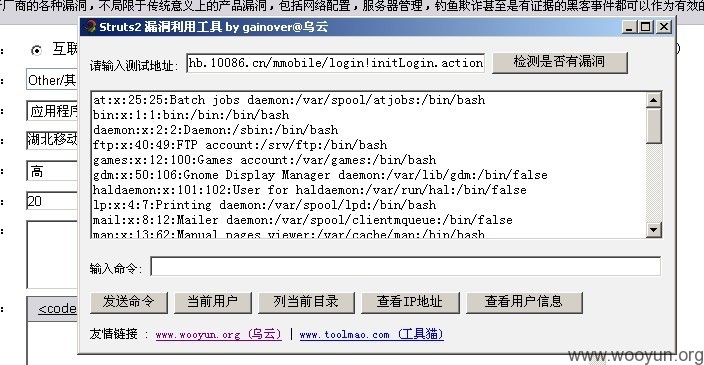 厂商的各种漏洞，不局限于传统意义上的产品漏洞，包括网络配置，服务器管理，钓鱼欺诈甚至是有证据的黑客事件都可以作为有效的
Struts2 漏洞利用工具 by gainover@乌云
互联
请输入测试地址: hb.10086.cn/mmobile/login!initLogin.action 检测是否有漏洞
Other/其
应用程序
湖北移动
高
20
<code
at:x:25:25:Batch jobs daemon:/var/spool/atjobs:/bin/bash
bin:x:1:1:bin:/bin:/bin/bash
daemon:x:2:2:Daemon:/sbin:/bin/bash
ftp:x:40:49:FTP account:/srv/ftp:/bin/bash
games:x:12:100:Games account:/var/games:/bin/bash
gdm:x:50:106:Gnome Display Manager daemon:/var/lib/gdm:/bin/false
haldaemon:x:101:102:User for haldaemon:/var/run/hal:/bin/false
lp:x:4:7:Printing daemon:/var/spool/lpd:/bin/bash
mail:x:8:12:Mailer daemon:/var/spool/clientmqueue:/bin/false
man:x:13:62:Manual pages viewer:/var/cache/man:/bin/bash
输入命令:
发送命令 当前用户 列当前目录 查看IP地址 查看用户信息
友情链接 : www.wooyun.org (乌云) | www.toolmao.com (工具猫)
www.wooyun.org